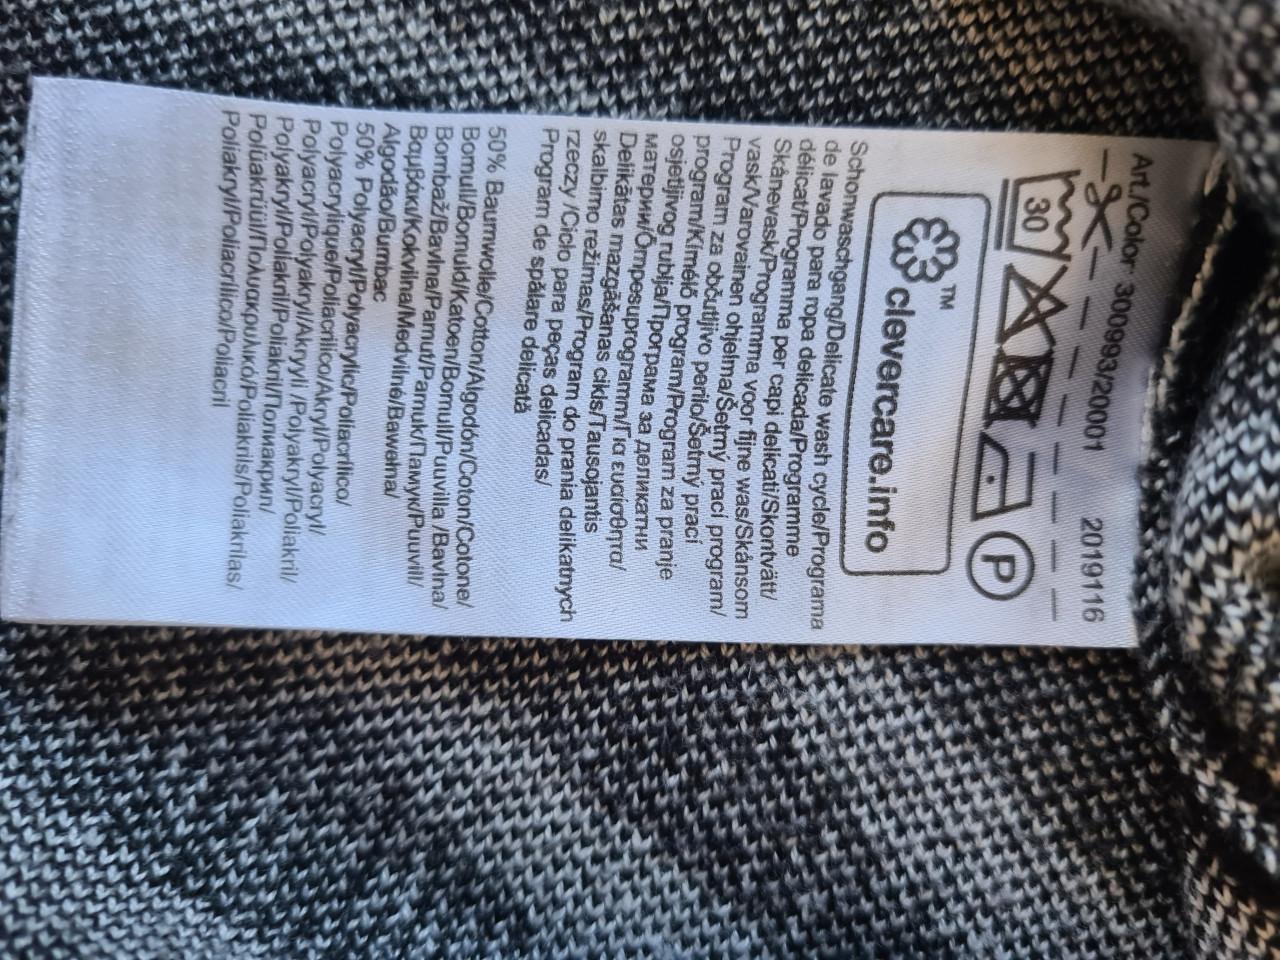 Art./Color 3009993/20001 2019116
30 P
™
clevercare.info
Schonwaschgang/Delicate wash cycle/Programa
de lavado para ropa delicada/Programme
délicat/Programma per capi delicati/Skontvätt/
Skånevask/Programma voor fijne was/Skånsom
vask/Varovainen ohjelma/Šetrný prací program/
Program za občutljivo perilo/Šetrný prací
program/Kímélő program/Program za pranje
osjetljivog rublja/Програма за деликатни
материи/Õrnpesuprogramm/Για ευαίσθητα/
Delikātas mazgāšanas cikls/Tausojantis
skalbimo režimas/Program do prania delikatnych
rzeczy /Ciclo para peças delicadas/
Program de spălare delicată
50% Baumwolle/Cotton/Algodón/Coton/Cotone/
Bomull/Bomuld/Katoen/Bomull/Puuvilla /Bavlna/
Bombaž/Bavlna/Pamut/Pamuk/Памук/Puuvill/
Βαμβάκι/Kokvilna/Medvilnė/Bawełna/
Algodão/Bumbac
50% Polyacryl/Polyacrylic/Poliacrílico/
Polyacrylique/Poliacrilico/Akryl/Polyacryl/
Polyacryl/Polyakryl/Akryyli /Polyakryl/Poliakril/
Polyakryl/Poliakril/Poliakril/Полиакрил/
Polüakrüül/Πολυακρυλικό/Poliakrils/Poliakrilas/
Poliakryl/Poliacrílico/Poliacril